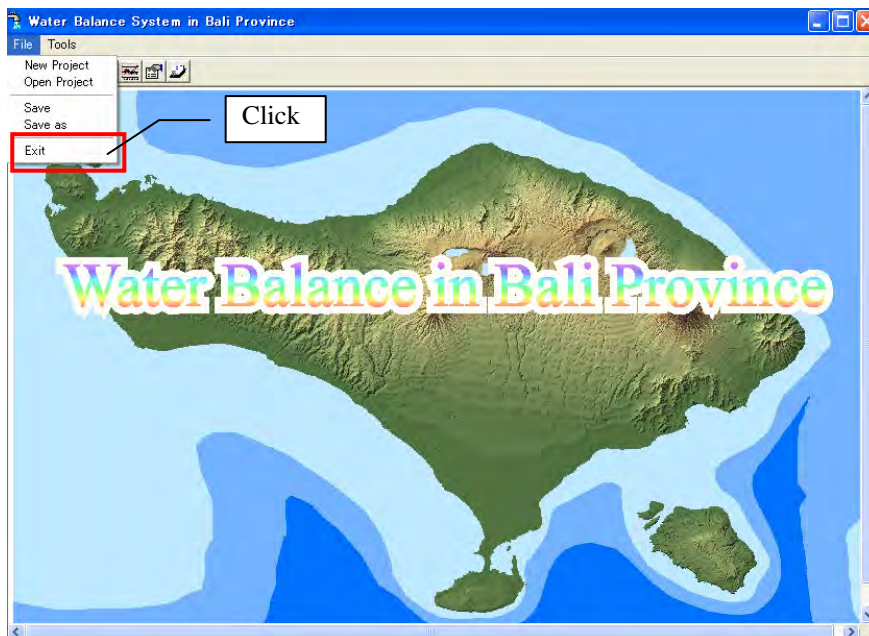 Water Balance System in Bali Province
File Tools
New Project
Open Project
Save
Save as
Exit
Click
Water Balance in Bali Province